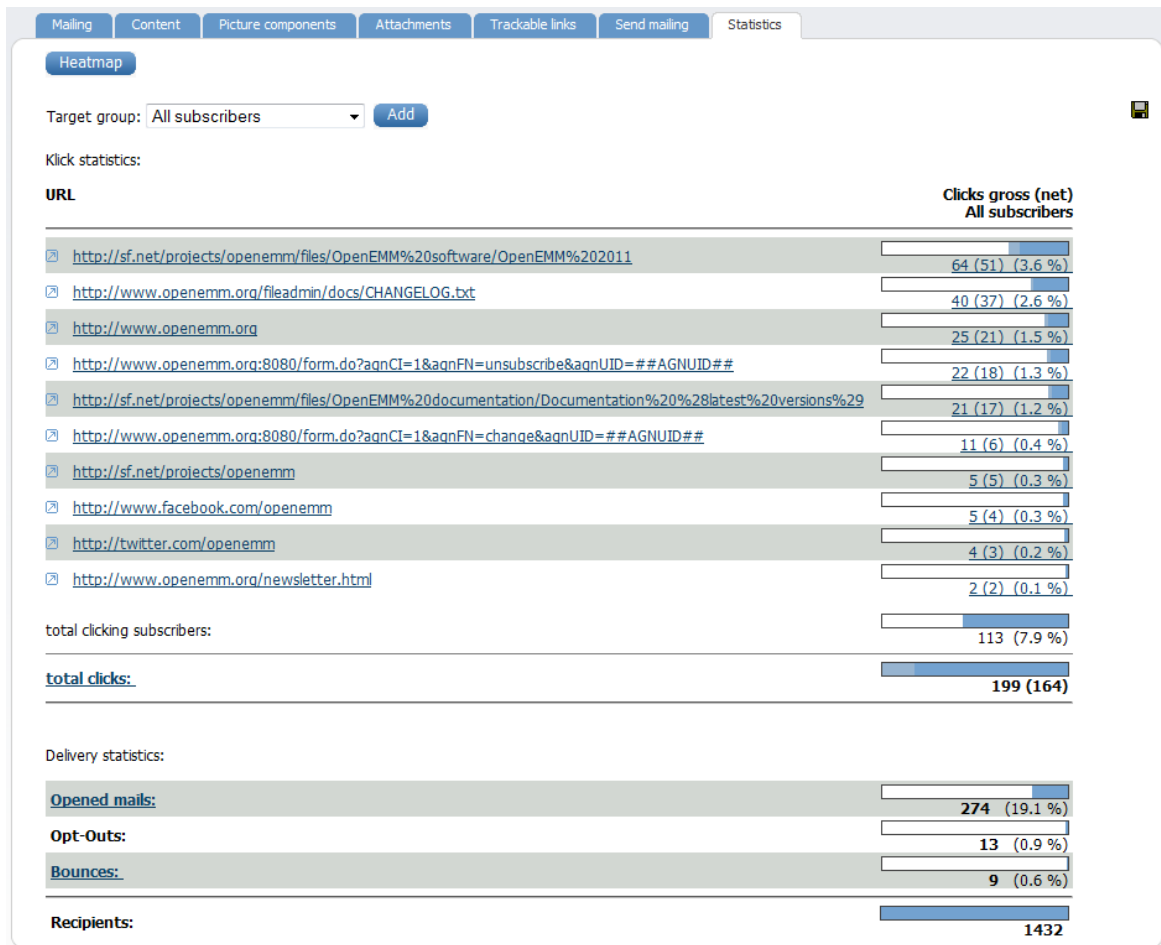 Mailing Content Picture components Attachments Trackable links Send mailing Statistics
Heatmap
Target group: All subscribers Add
Klick statistics:
URL Clicks gross (net)
All subscribers
http://sf.net/projects/openemm/files/OpenEMM%20software/OpenEMM%202011
64 (51) (3.6 %)
http://www.openemm.org/fileadmin/docs/CHANGELOG.txt
40 (37) (2.6 %)
http://www.openemm.org
25 (21) (1.5 %)
http://www.openemm.org:8080/form.do?agnCI=1&agnFN=unsubscribe&agnUID=##AGNUID##
22 (18) (1.3 %)
http://sf.net/projects/openemm/files/OpenEMM%20documentation/Documentation%20%28latest%20versions%29
21 (17) (1.2 %)
http://www.openemm.org:8080/form.do?agnCI=1&agnFN=change&agnUID=##AGNUID##
11 (6) (0.4 %)
http://sf.net/projects/openemm
5 (5) (0.3 %)
http://www.facebook.com/openemm
5 (4) (0.3 %)
http://twitter.com/openemm
4 (3) (0.2 %)
http://www.openemm.org/newsletter.html
2 (2) (0.1 %)
total clicking subscribers:
113 (7.9 %)
total clicks:
199 (164)
Delivery statistics:
Opened mails:
274 (19.1 %)
Opt-Outs:
13 (0.9 %)
Bounces:
9 (0.6 %)
Recipients:
1432